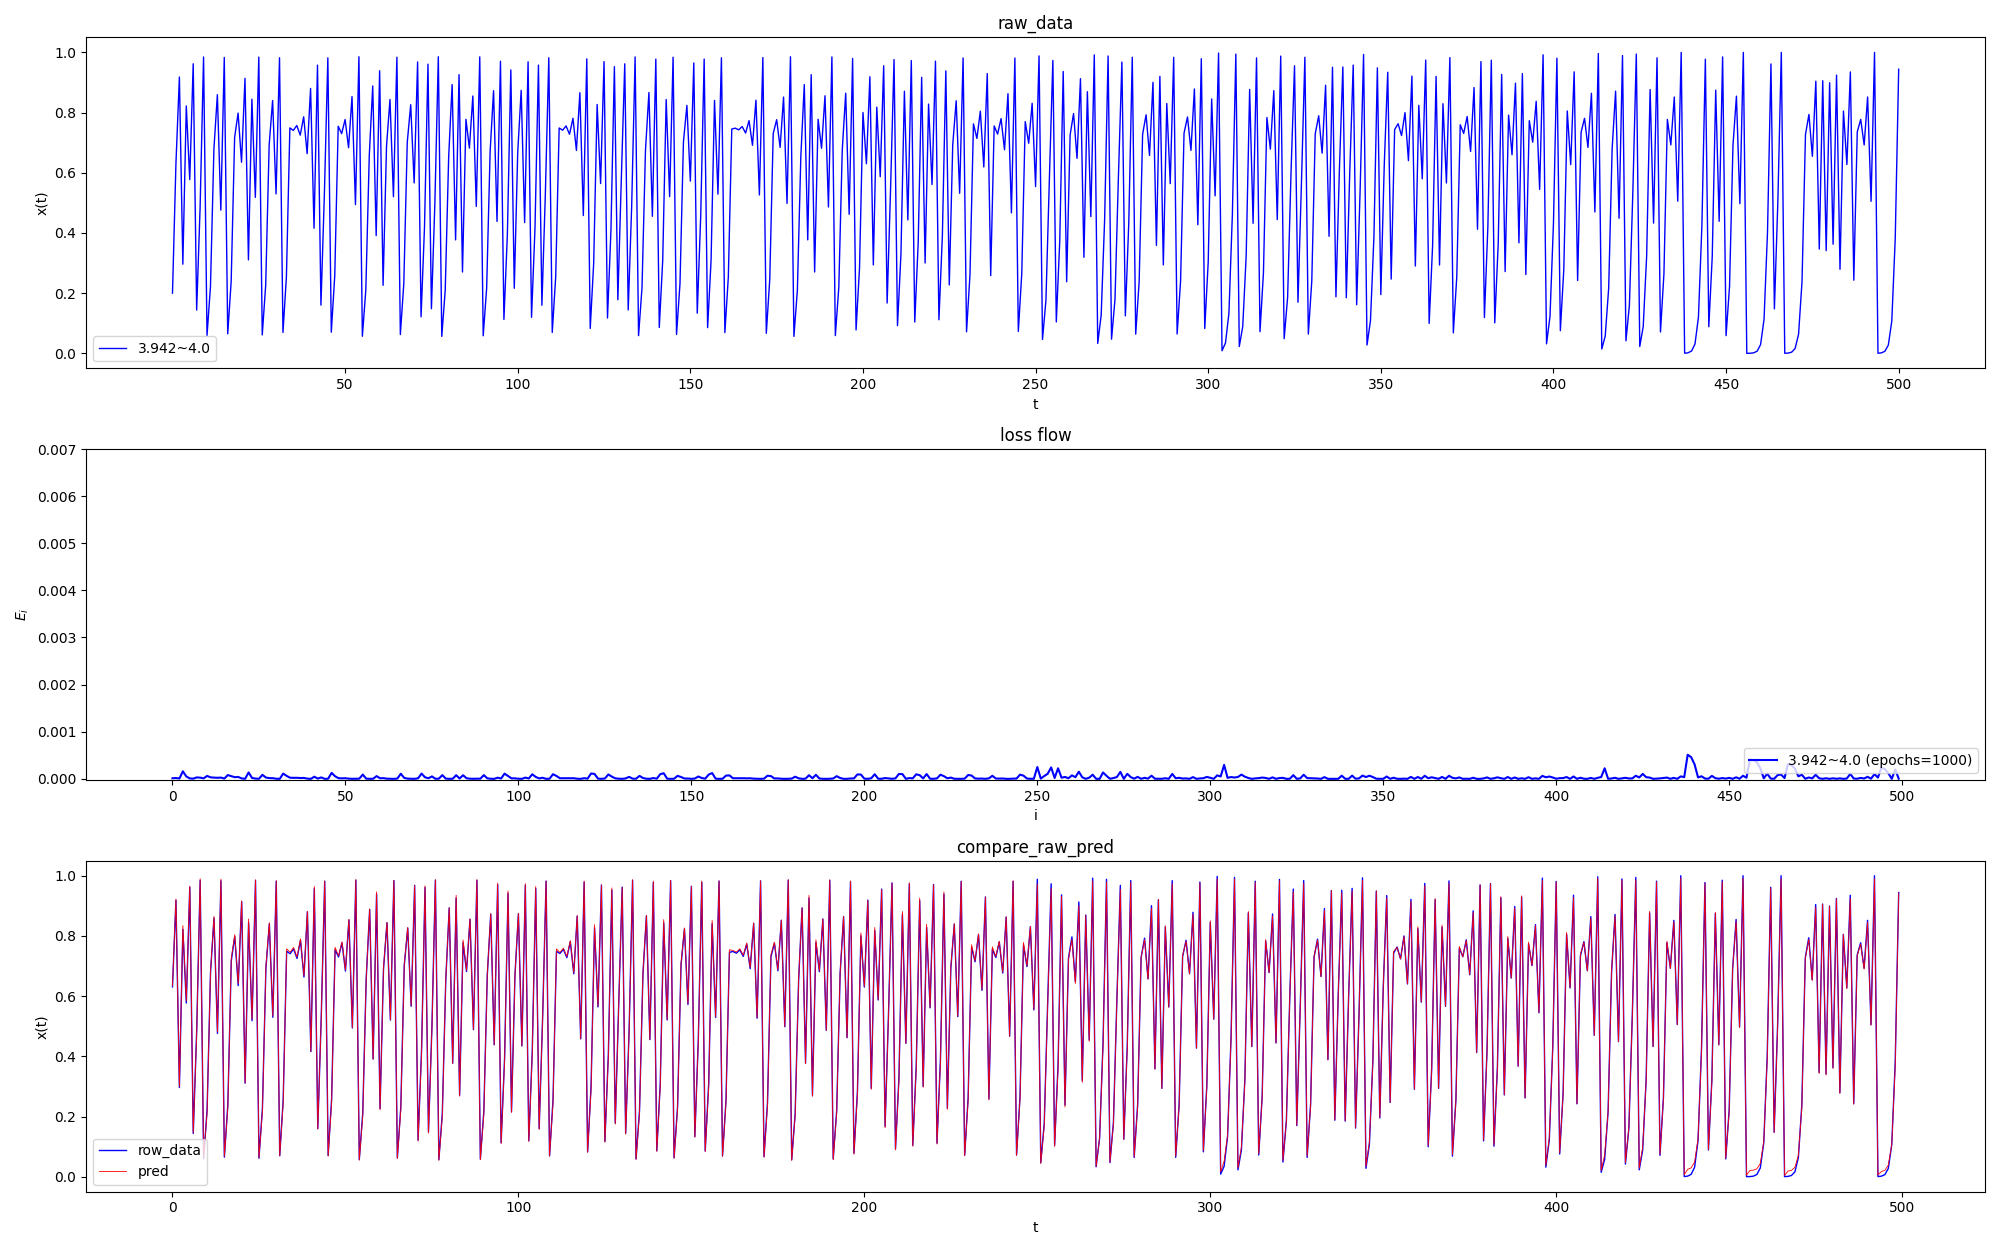 raw_data
1.0
0.8
0.6
0.4
0.2
0.0
x(t)
3.942~4.0
50 100 150 200 250 300 350 400 450 500
t
loss flow
0.007
0.006
0.005
0.004
0.003
0.002
0.001
0.000
E_i
3.942~4.0 (epochs=1000)
0 50 100 150 200 250 300 350 400 450 500
i
compare_raw_pred
1.0
0.8
0.6
0.4
0.2
0.0
x(t)
row_data
pred
0 100 200 300 400 500
t